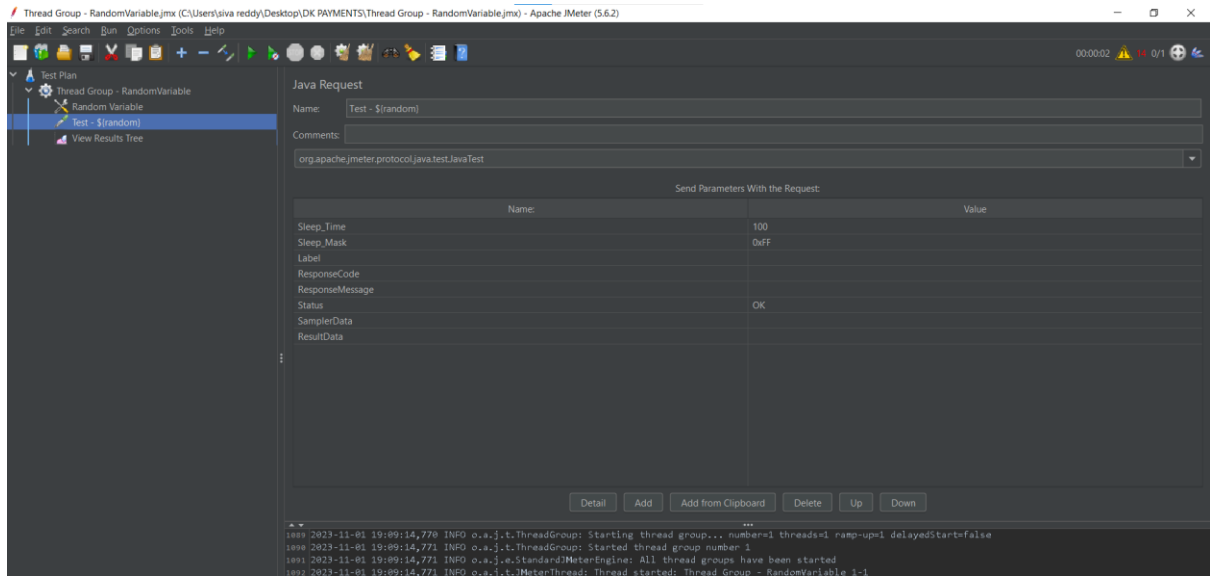 Thread Group - RandomVariable.jmx (C:\Users\siva reddy\Desktop\DK PAYMENTS\Thread Group - RandomVariable.jmx) - Apache JMeter (5.6.2)
File Edit Search Run Options Tools Help
00:00:02 0/1
Test Plan
Thread Group - RandomVariable
Random Variable
Test - ${random}
View Results Tree
Java Request
Name: Test - ${random}
Comments:
org.apache.jmeter.protocol.java.test.JavaTest
Send Parameters With the Request:
Name: Value
Sleep_Time 100
Sleep_Mask 0xFF
Label
ResponseCode
ResponseMessage
Status OK
SamplerData
ResultData
Detail Add Add from Clipboard Delete Up Down
1089 2023-11-01 19:09:14,770 INFO o.a.j.t.ThreadGroup: Starting thread group... number=1 threads=1 ramp-up=1 delayedStart=false
1090 2023-11-01 19:09:14,771 INFO o.a.j.t.ThreadGroup: Started thread group number 1
1091 2023-11-01 19:09:14,771 INFO o.a.j.e.StandardJMeterEngine: All thread groups have been started
1092 2023-11-01 19:09:14,771 INFO o.a.j.t.JMeterThread: Thread started: Thread Group - RandomVariable 1-1